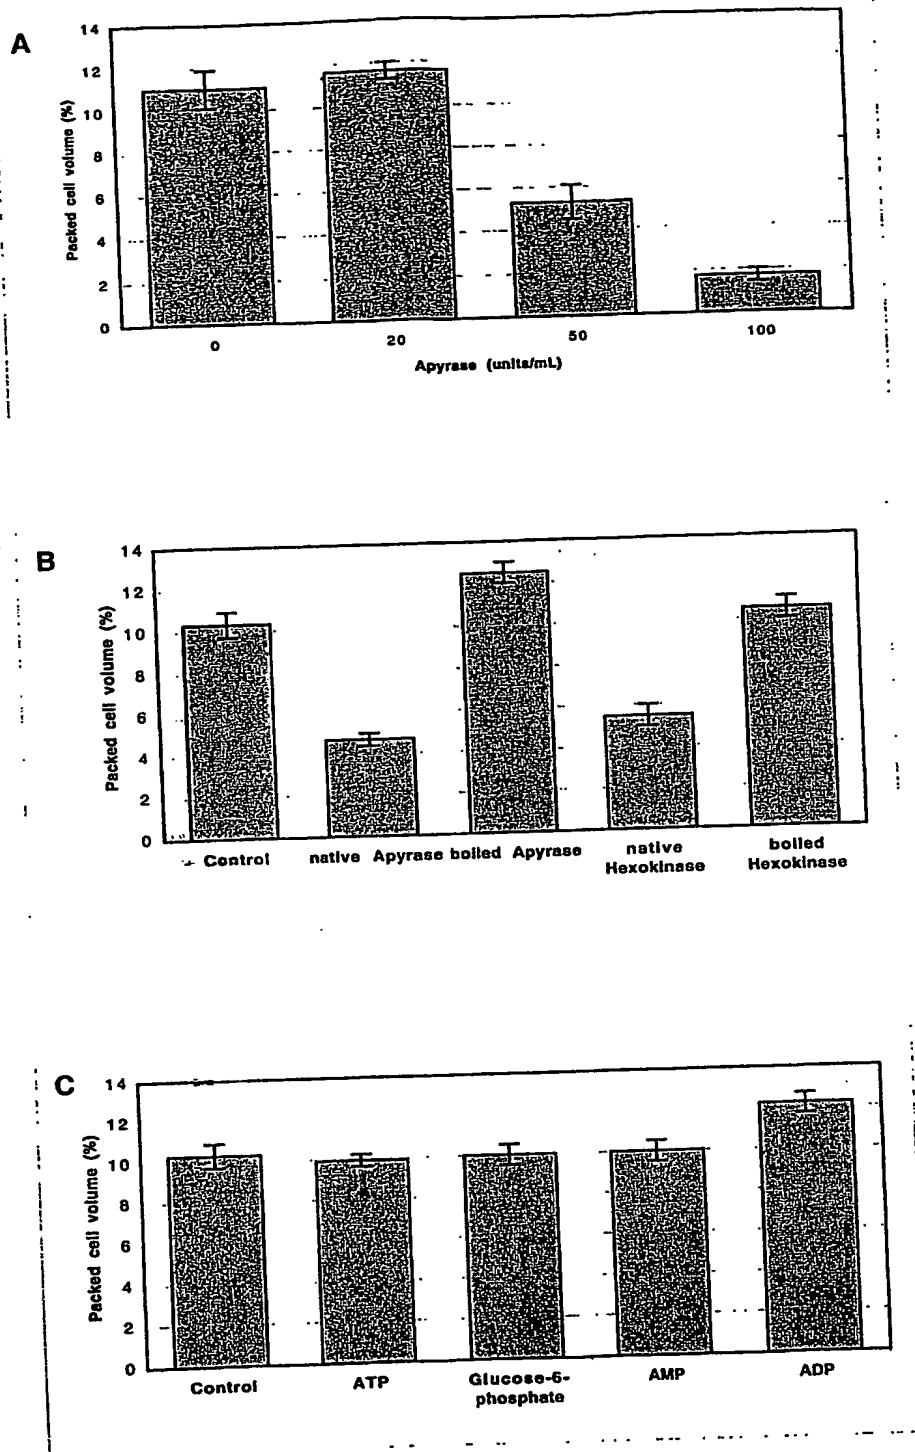 A
14
12
10
8
6
4
2
0
Packed cell volume (%)
0 20 50 100
Apyrase (units/mL)
B
14
12
10
8
6
4
2
0
Packed cell volume (%)
Control native Apyrase boiled Apyrase native Hexokinase boiled Hexokinase
C
14
12
10
8
6
4
2
0
Packed cell volume (%)
Control ATP Glucose-6-phosphate AMP ADP